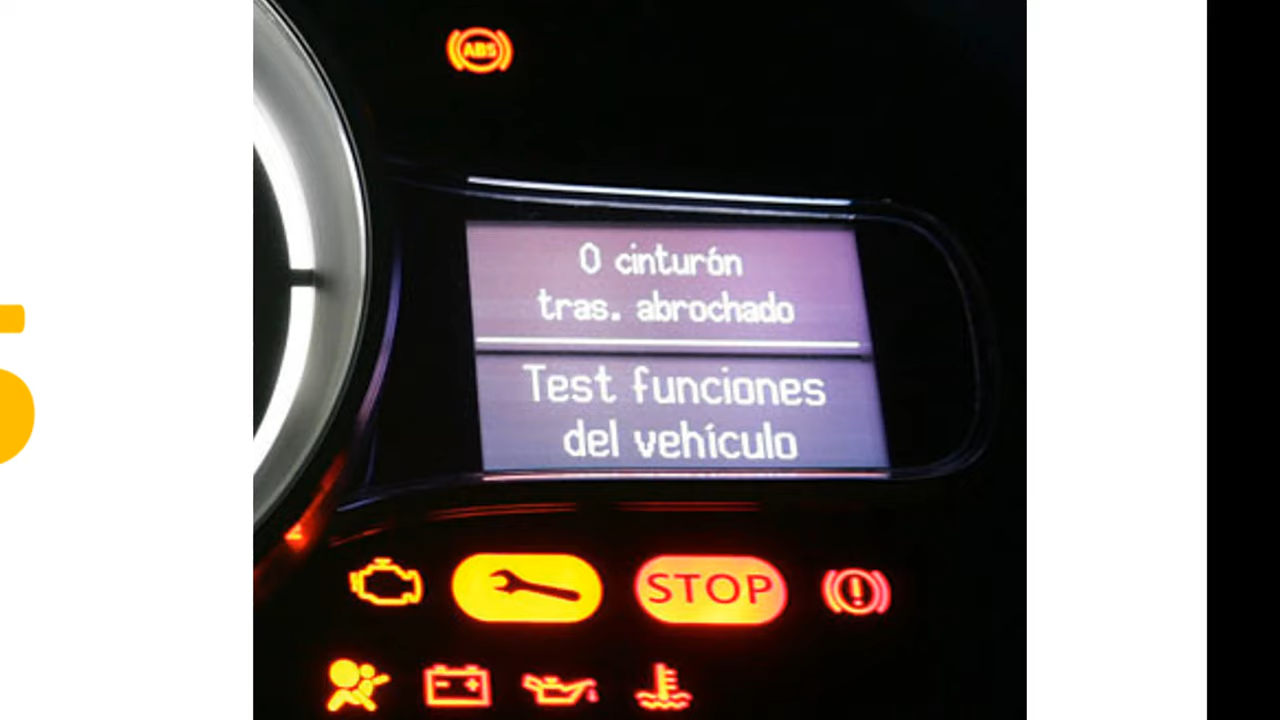 ABS
0 cinturón
tras. abrochado
Test funciones
del vehículo
STOP